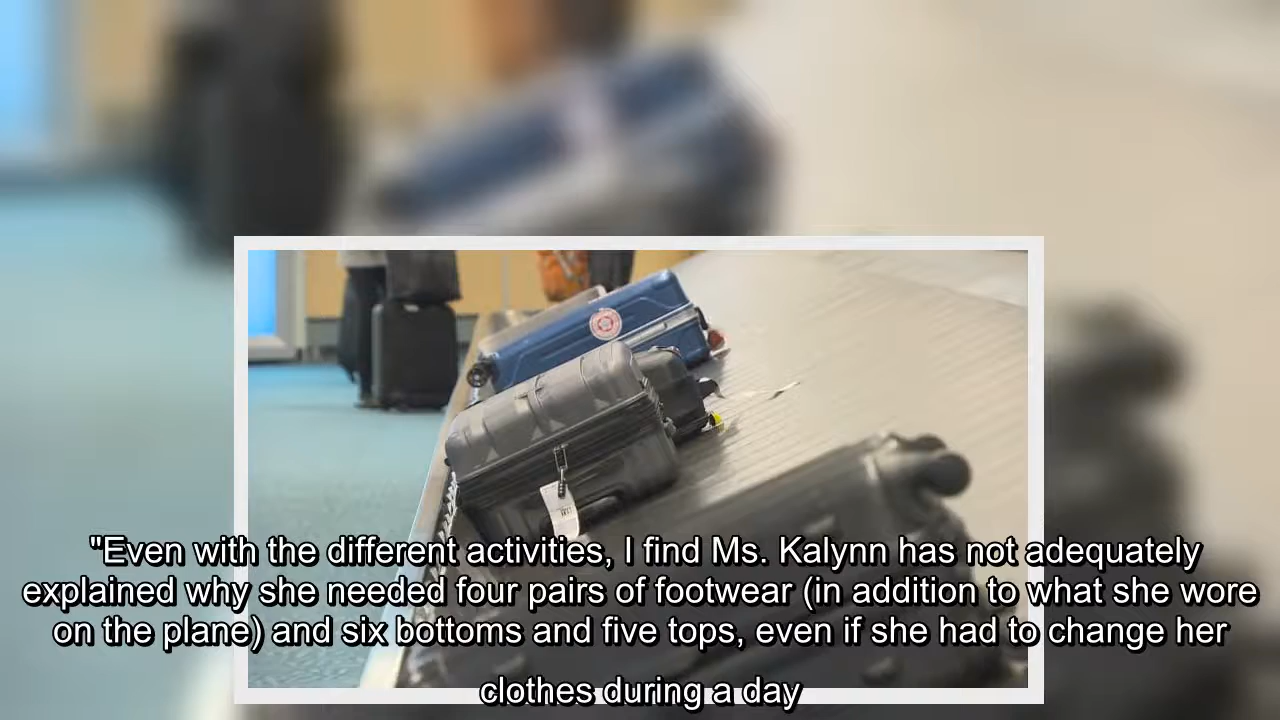 "Even with the different activities, I find Ms. Kalynn has not adequately
explained why she needed four pairs of footwear (in addition to what she wore
on the plane) and six bottoms and five tops, even if she had to change her
clothes during a day